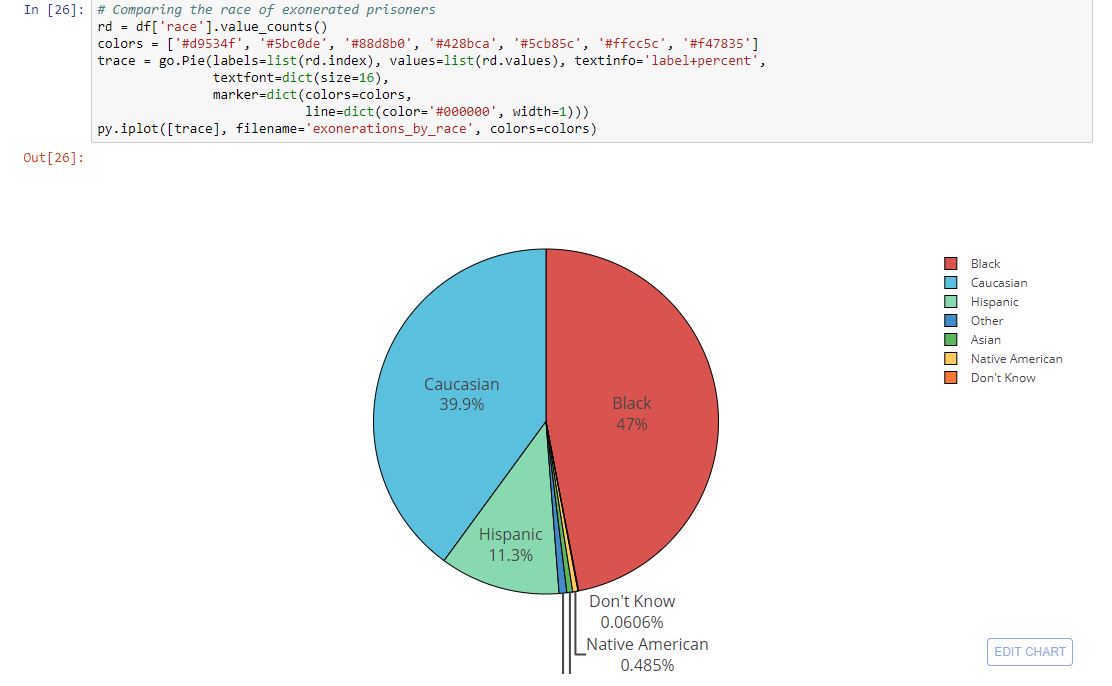 In [26]:
# Comparing the race of exonerated prisoners
rd = df['race'].value_counts()
colors = ['#d9534f', '#5bc0de', '#88d8b0', '#428bca', '#5cb85c', '#ffcc5c', '#f47835']
trace = go.Pie(labels=list(rd.index), values=list(rd.values), textinfo='label+percent',
               textfont=dict(size=16),
               marker=dict(colors=colors,
                           line=dict(color='#000000', width=1)))
py.iplot([trace], filename='exonerations_by_race', colors=colors)
Out[26]:
Black
Caucasian
Hispanic
Other
Asian
Native American
Don't Know
Caucasian
39.9%
Black
47%
Hispanic
11.3%
Don't Know
0.0606%
Native American
0.485%
EDIT CHART